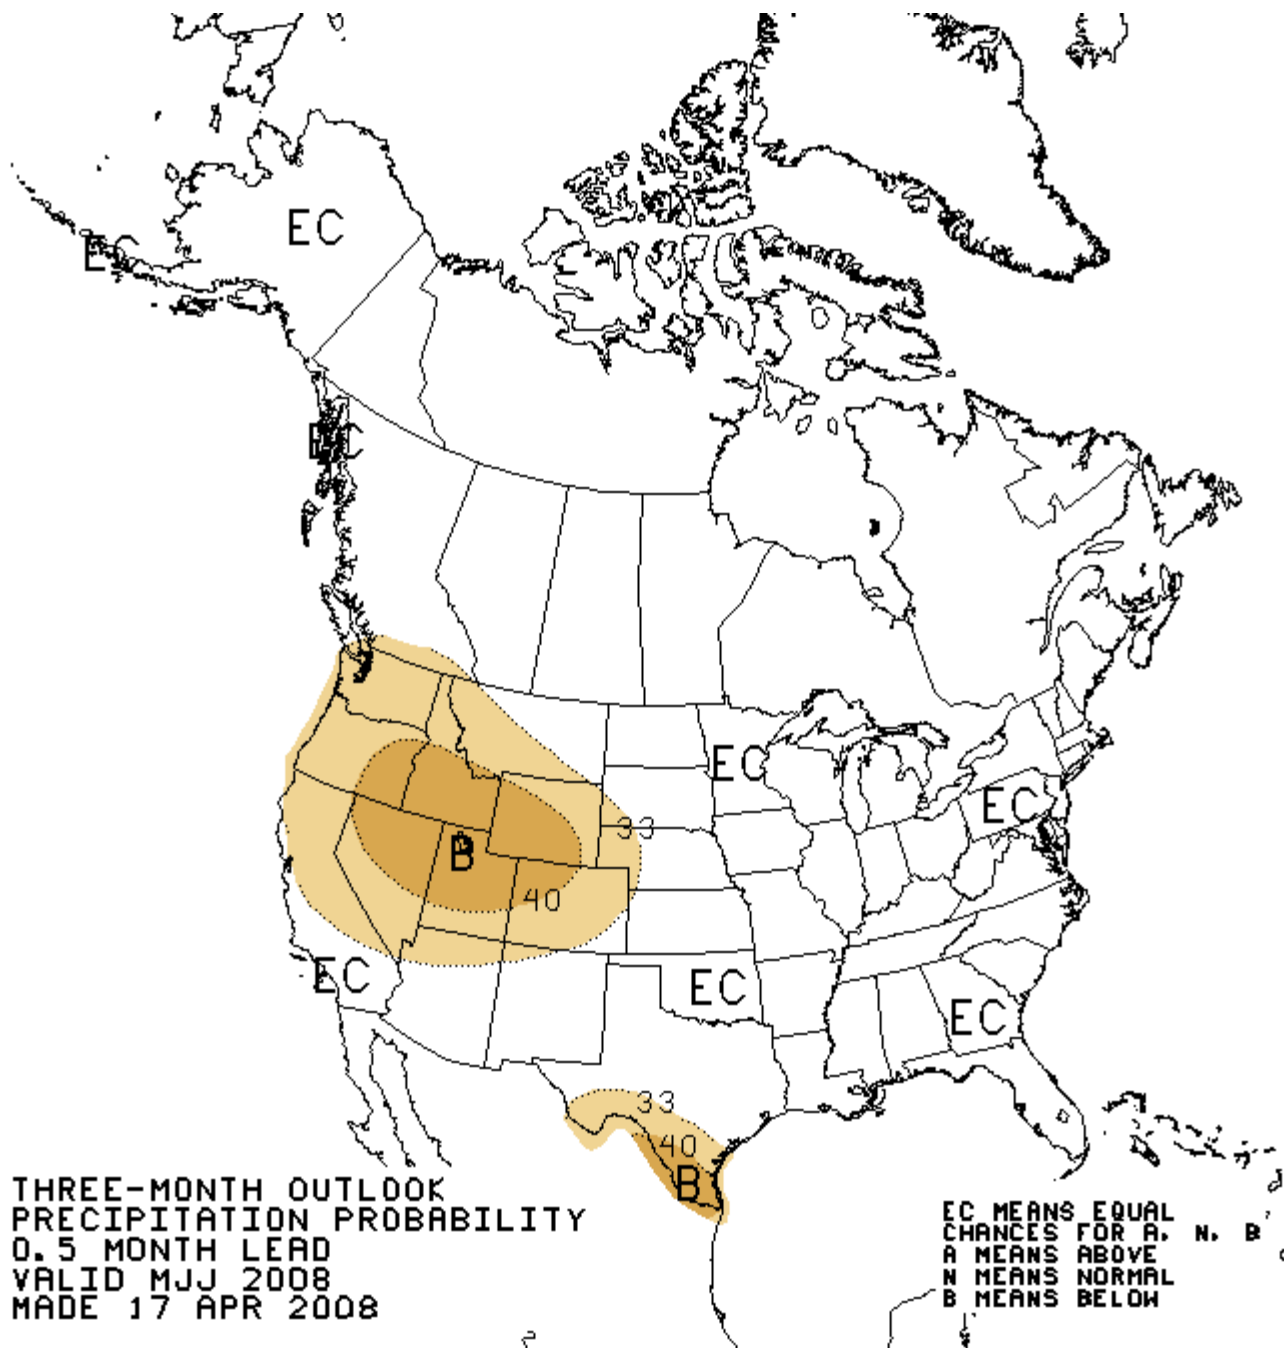 EC
EC
EC
EC
EC
33
B
40
EC
EC
EC
33
40
B
THREE-MONTH OUTLOOK
PRECIPITATION PROBABILITY
0.5 MONTH LEAD
VALID MJJ 2008
MADE 17 APR 2008
EC MEANS EQUAL
CHANCES FOR A, N, B
A MEANS ABOVE
N MEANS NORMAL
B MEANS BELOW